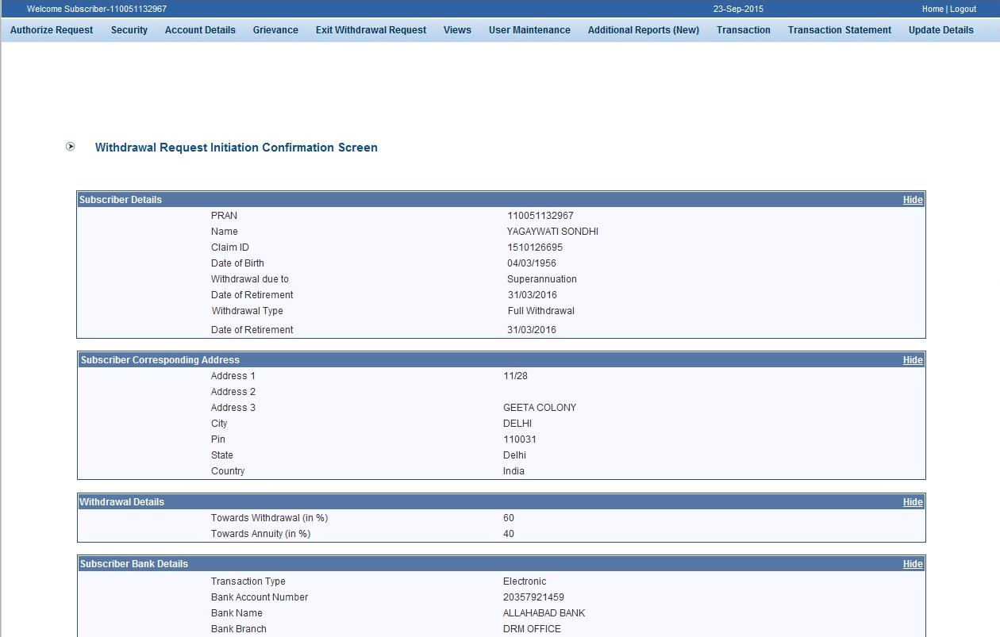 Welcome Subscriber-110051132967 23-Sep-2015 Home | Logout
Authorize Request Security Account Details Grievance Exit Withdrawal Request Views User Maintenance Additional Reports (New) Transaction Transaction Statement Update Details
Withdrawal Request Initiation Confirmation Screen
Subscriber Details Hide
PRAN 110051132967
Name YAGAYWATI SONDHI
Claim ID 1510126695
Date of Birth 04/03/1956
Withdrawal due to Superannuation
Date of Retirement 31/03/2016
Withdrawal Type Full Withdrawal
Date of Retirement 31/03/2016
Subscriber Corresponding Address Hide
Address 1 11/28
Address 2
Address 3 GEETA COLONY
City DELHI
Pin 110031
State Delhi
Country India
Withdrawal Details Hide
Towards Withdrawal (in %) 60
Towards Annuity (in %) 40
Subscriber Bank Details Hide
Transaction Type Electronic
Bank Account Number 20357921459
Bank Name ALLAHABAD BANK
Bank Branch DRM OFFICE